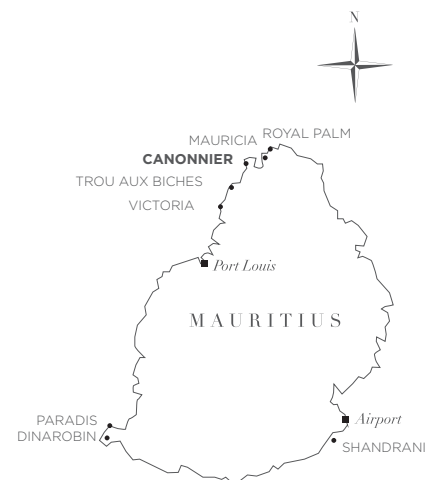 N
MAURICIA
ROYAL PALM
CANONNIER
TROU AUX BICHES
VICTORIA
Port Louis
MAURITIUS
PARADIS
Airport
DINAROBIN
SHANDRANI